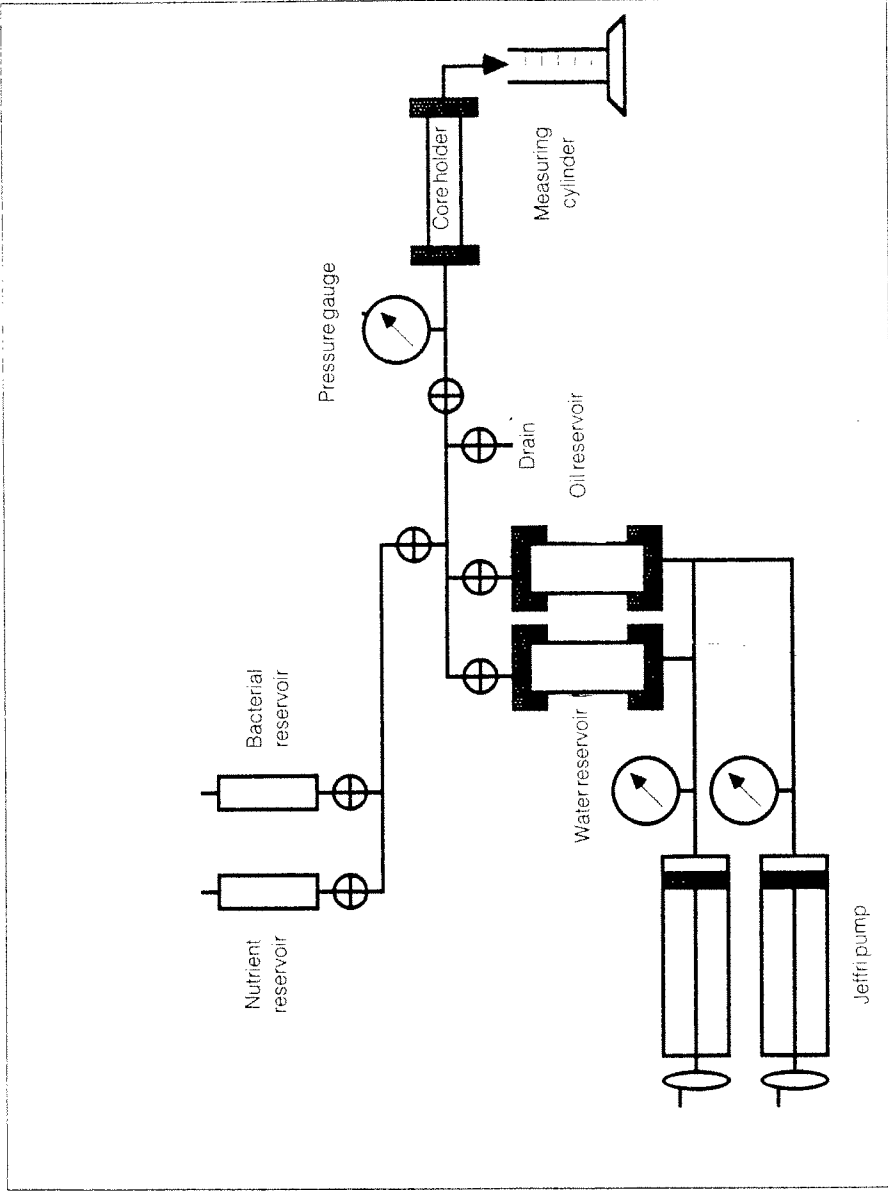 Nutrient
reservoir
Bacterial
reservoir
Pressure gauge
Core holder
Measuring
cylinder
Drain
Oil reservoir
Water reservoir
Jeffri pump